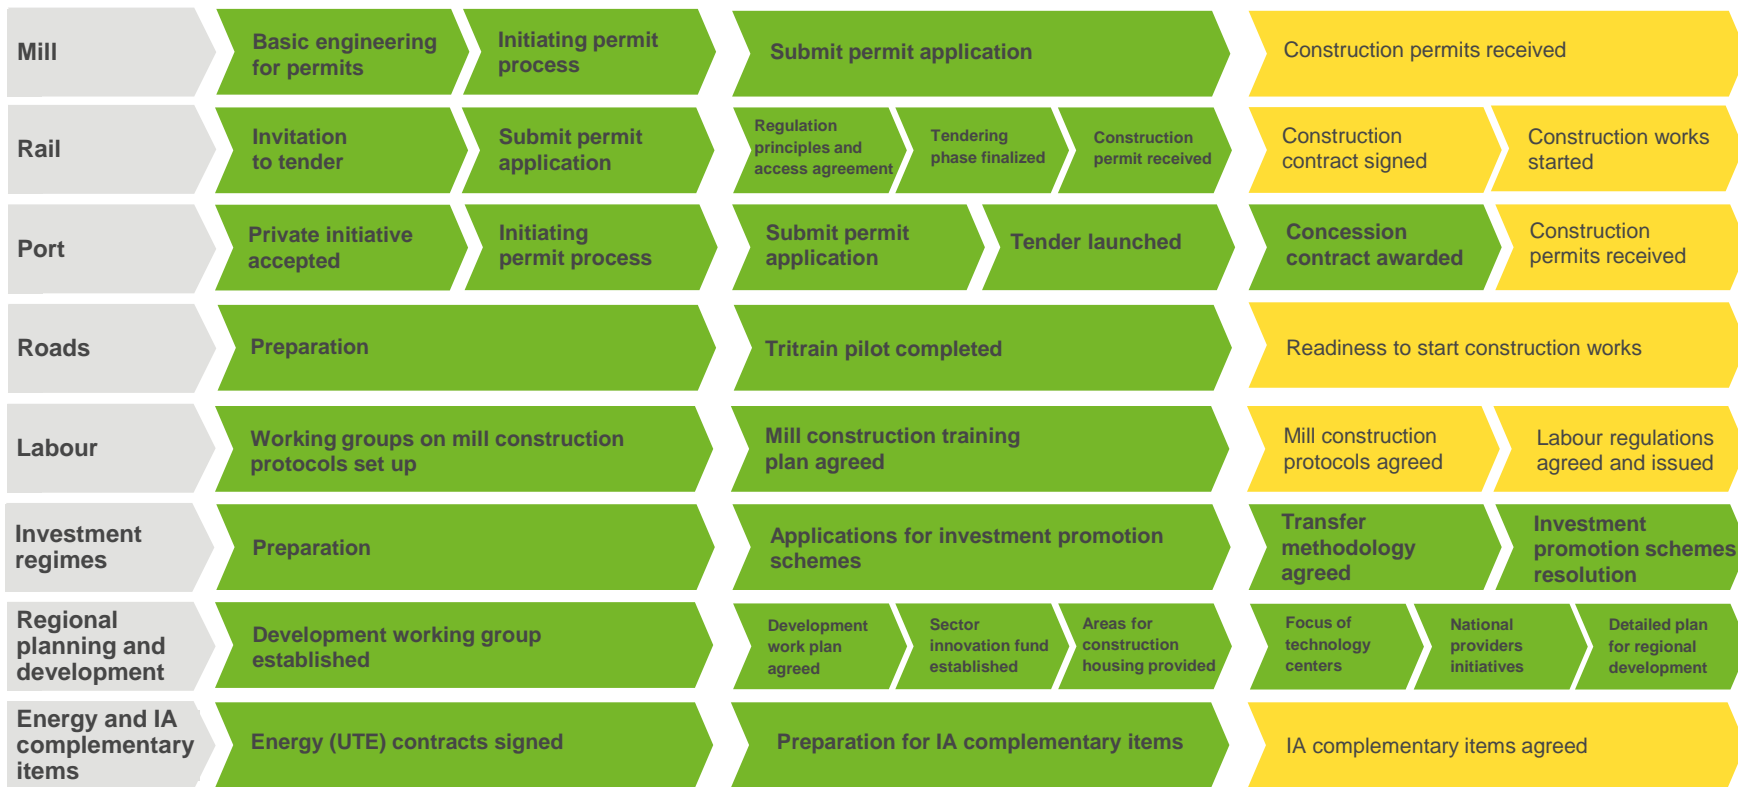 Mill
Basic engineering
for permits
Initiating permit
process
Submit permit application
Construction permits received
Rail
Invitation
to tender
Submit permit
application
Regulation
principles and
access agreement
Tendering
phase finalized
Construction
permit received
Construction
contract signed
Construction works
started
Port
Private initiative
accepted
Initiating
permit process
Submit permit
application
Tender launched
Concession
contract awarded
Construction
permits received
Roads
Preparation
Tritrain pilot completed
Readiness to start construction works
Labour
Working groups on mill construction
protocols set up
Mill construction training
plan agreed
Mill construction
protocols agreed
Labour regulations
agreed and issued
Investment
regimes
Preparation
Applications for investment promotion
schemes
Transfer
methodology
agreed
Investment
promotion schemes
resolution
Regional
planning and
development
Development working group
established
Development
work plan
agreed
Sector
innovation fund
established
Areas for
construction
housing provided
Focus of
technology
centers
National
providers
initiatives
Detailed plan
for regional
development
Energy and IA
complementary
items
Energy (UTE) contracts signed
Preparation for IA complementary items
IA complementary items agreed